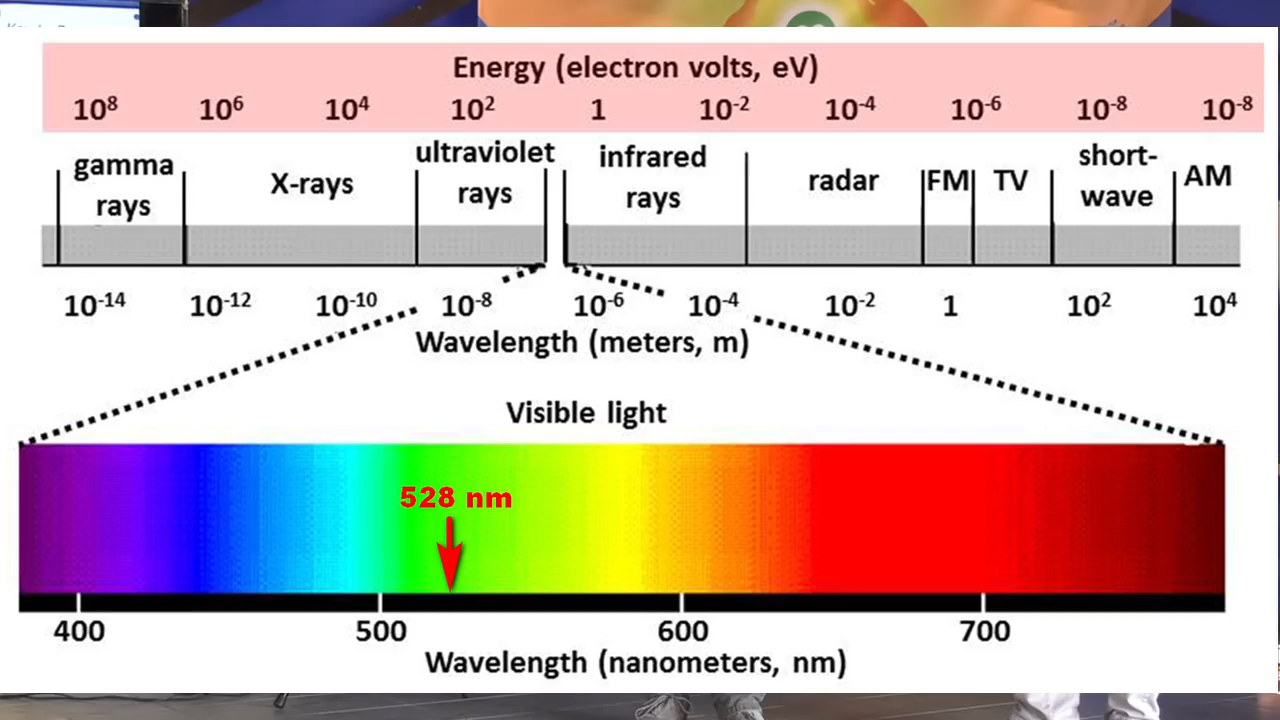 Energy (electron volts, eV)
10⁸ 10⁶ 10⁴ 10² 1 10⁻² 10⁻⁴ 10⁻⁶ 10⁻⁸ 10⁻⁸
gamma rays
X-rays
ultraviolet rays
infrared rays
radar
FM
TV
short-
wave
AM
10⁻¹⁴ 10⁻¹² 10⁻¹⁰ 10⁻⁸ 10⁻⁶ 10⁻⁴ 10⁻² 1 10² 10⁴
Wavelength (meters, m)
Visible light
528 nm
400 500 600 700
Wavelength (nanometers, nm)